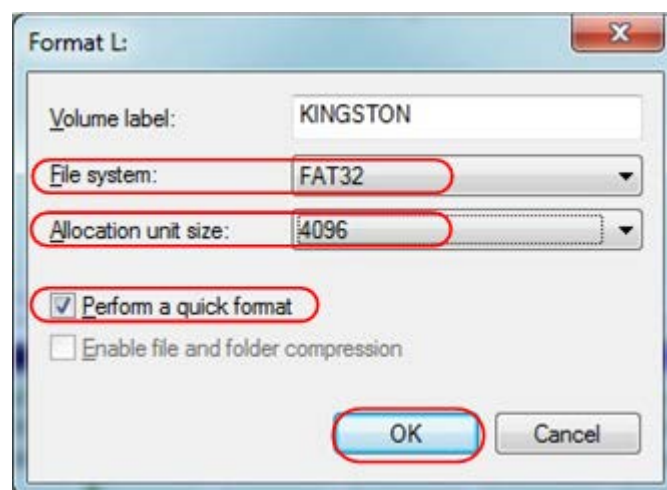 Format L:
Volume label: KINGSTON
File system: FAT32
Allocation unit size: 4096
Perform a quick format
Enable file and folder compression
OK Cancel